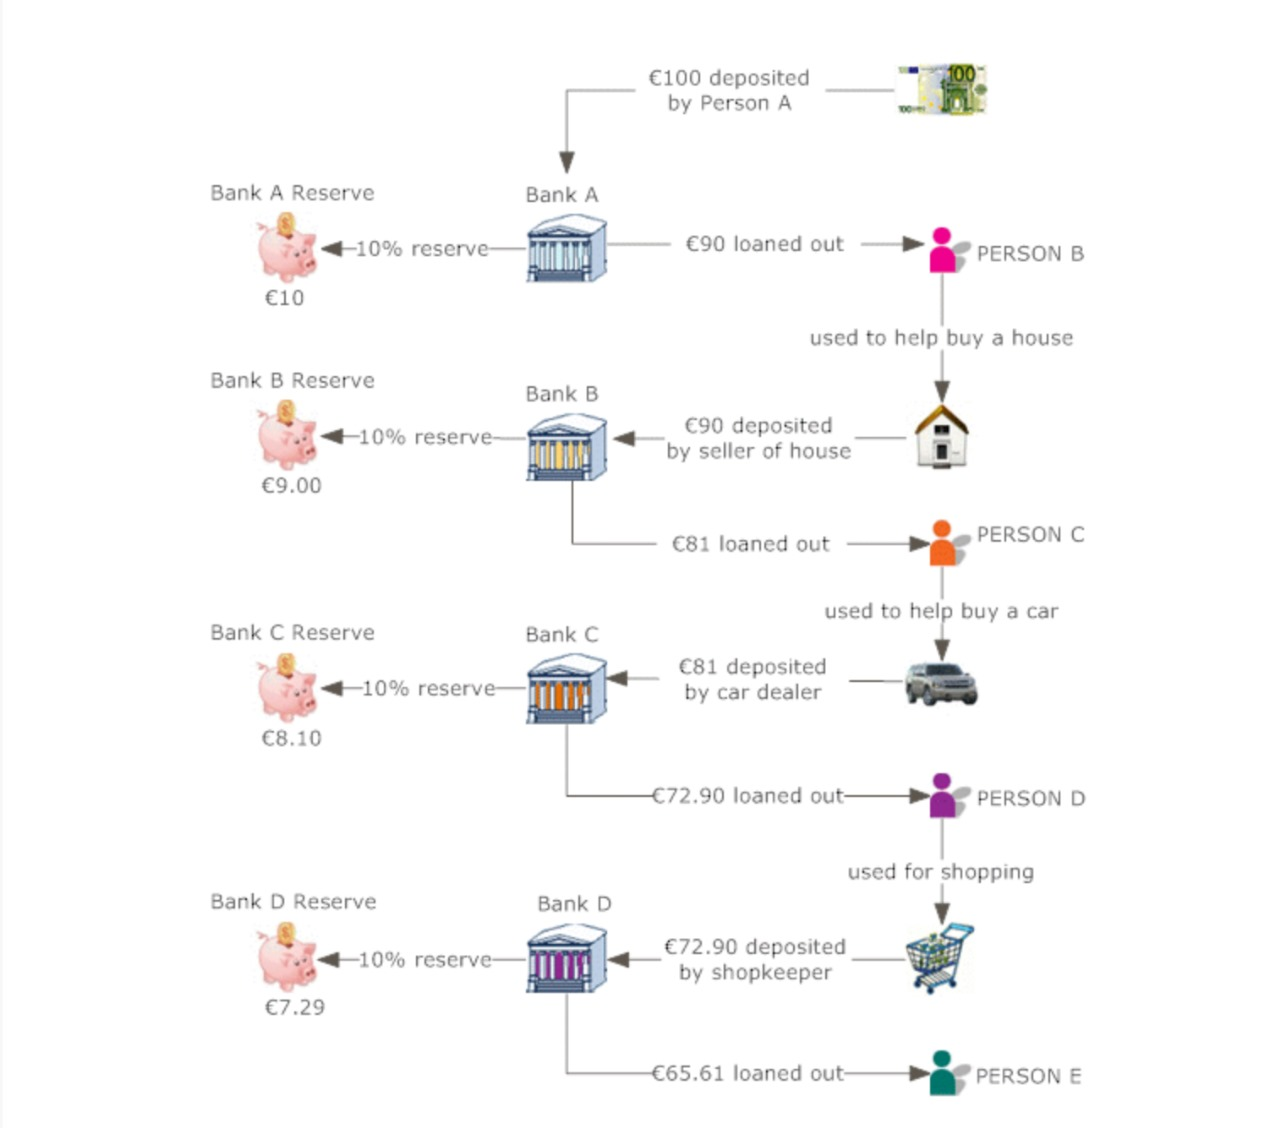 €100 deposited
by Person A
100
100
Bank A Reserve
Bank A
10% reserve
€90 loaned out
PERSON B
€10
used to help buy a house
Bank B Reserve
Bank B
10% reserve
€90 deposited
by seller of house
€9.00
€81 loaned out
PERSON C
used to help buy a car
Bank C Reserve
Bank C
10% reserve
€81 deposited
by car dealer
€8.10
€72.90 loaned out
PERSON D
used for shopping
Bank D Reserve
Bank D
10% reserve
€72.90 deposited
by shopkeeper
€7.29
€65.61 loaned out
PERSON E